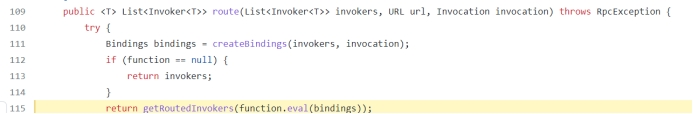 109 public <T> List<Invoker<T>> route(List<Invoker<T>> invokers, URL url, Invocation invocation) throws RpcException {
110 try {
111 Bindings bindings = createBindings(invokers, invocation);
112 if (function == null) {
113 return invokers;
114 }
115 return getRoutedInvokers(function.eval(bindings));